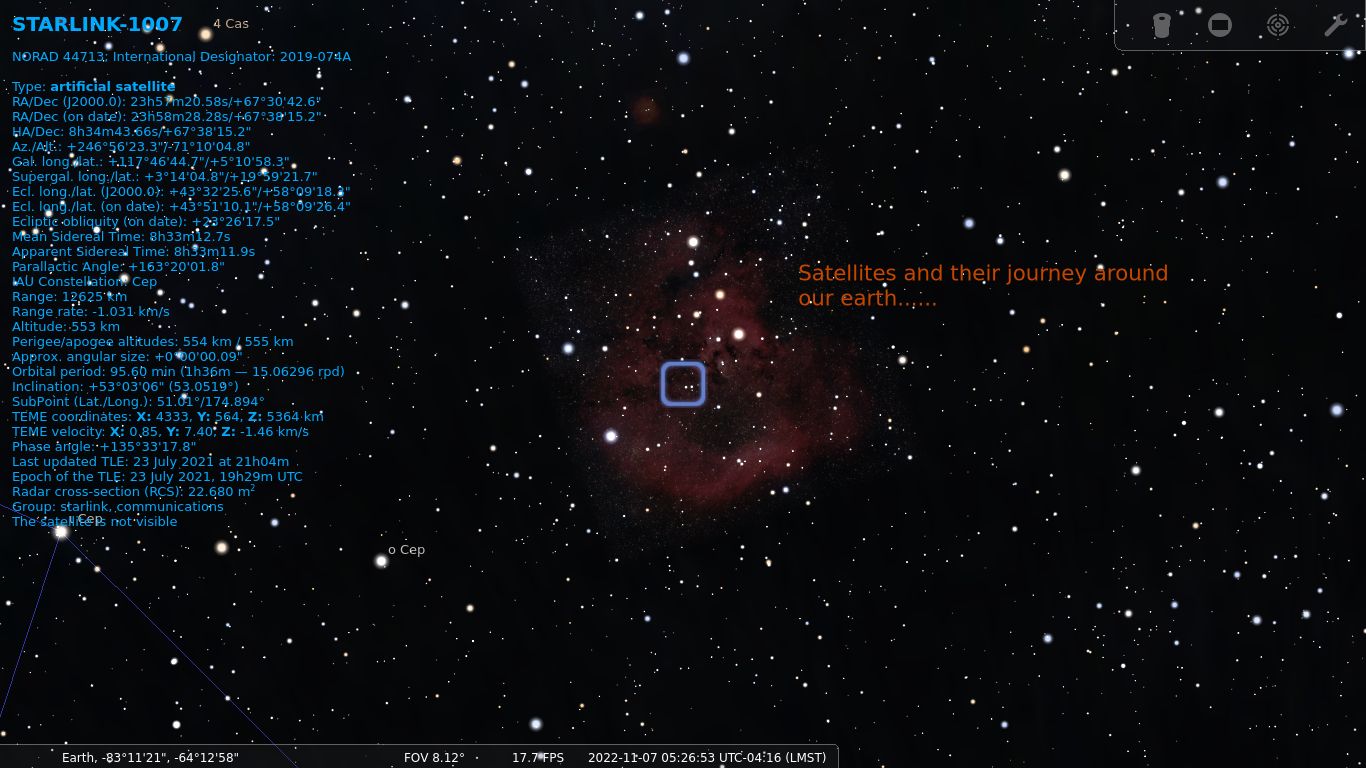 STARLINK-1007
4 Cas
NORAD 44713; International Designator: 2019-074A
Type: artificial satellite
RA/Dec (J2000.0): 23h57m20.58s/+67°30'42.6"
RA/Dec (on date): 23h58m28.28s/+67°38'15.2"
HA/Dec: 8h34m43.66s/+67°38'15.2"
Az./Alt.: +246°56'23.3"/-71°10'04.8"
Gal. long./lat.: +117°46'44.7"/+5°10'58.3"
Supergal. long./lat.: +3°14'04.8"/+19°59'21.7"
Ecl. long./lat. (J2000.0): +43°32'25.6"/+58°09'18.3"
Ecl. long./lat. (on date): +43°51'10.1"/+58°09'26.4"
Ecliptic obliquity (on date): +23°26'17.5"
Mean Sidereal Time: 8h33m12.7s
Apparent Sidereal Time: 8h33m11.9s
Parallactic Angle: +163°20'01.8"
IAU Constellation: Cep
Range: 12625 km
Range rate: -1.031 km/s
Altitude: 553 km
Perigee/apogee altitudes: 554 km / 555 km
Approx. angular size: +0°00'00.09"
Orbital period: 95.60 min (1h36m — 15.06296 rpd)
Inclination: +53°03'06" (53.0519°)
SubPoint (Lat./Long.): 51.01°/174.894°
TEME coordinates: X: 4333, Y: 564, Z: 5364 km
TEME velocity: X: 0.85, Y: 7.40, Z: -1.46 km/s
Phase angle: +135°33'17.8"
Last updated TLE: 23 July 2021 at 21h04m
Epoch of the TLE: 23 July 2021, 19h29m UTC
Radar cross-section (RCS): 22.680 m²
Group: starlink, communications
The satellite is not visible
Satellites and their journey around
our earth......
ι Cep
o Cep
Earth, -83°11'21", -64°12'58" FOV 8.12° 17.7 FPS 2022-11-07 05:26:53 UTC-04:16 (LMST)